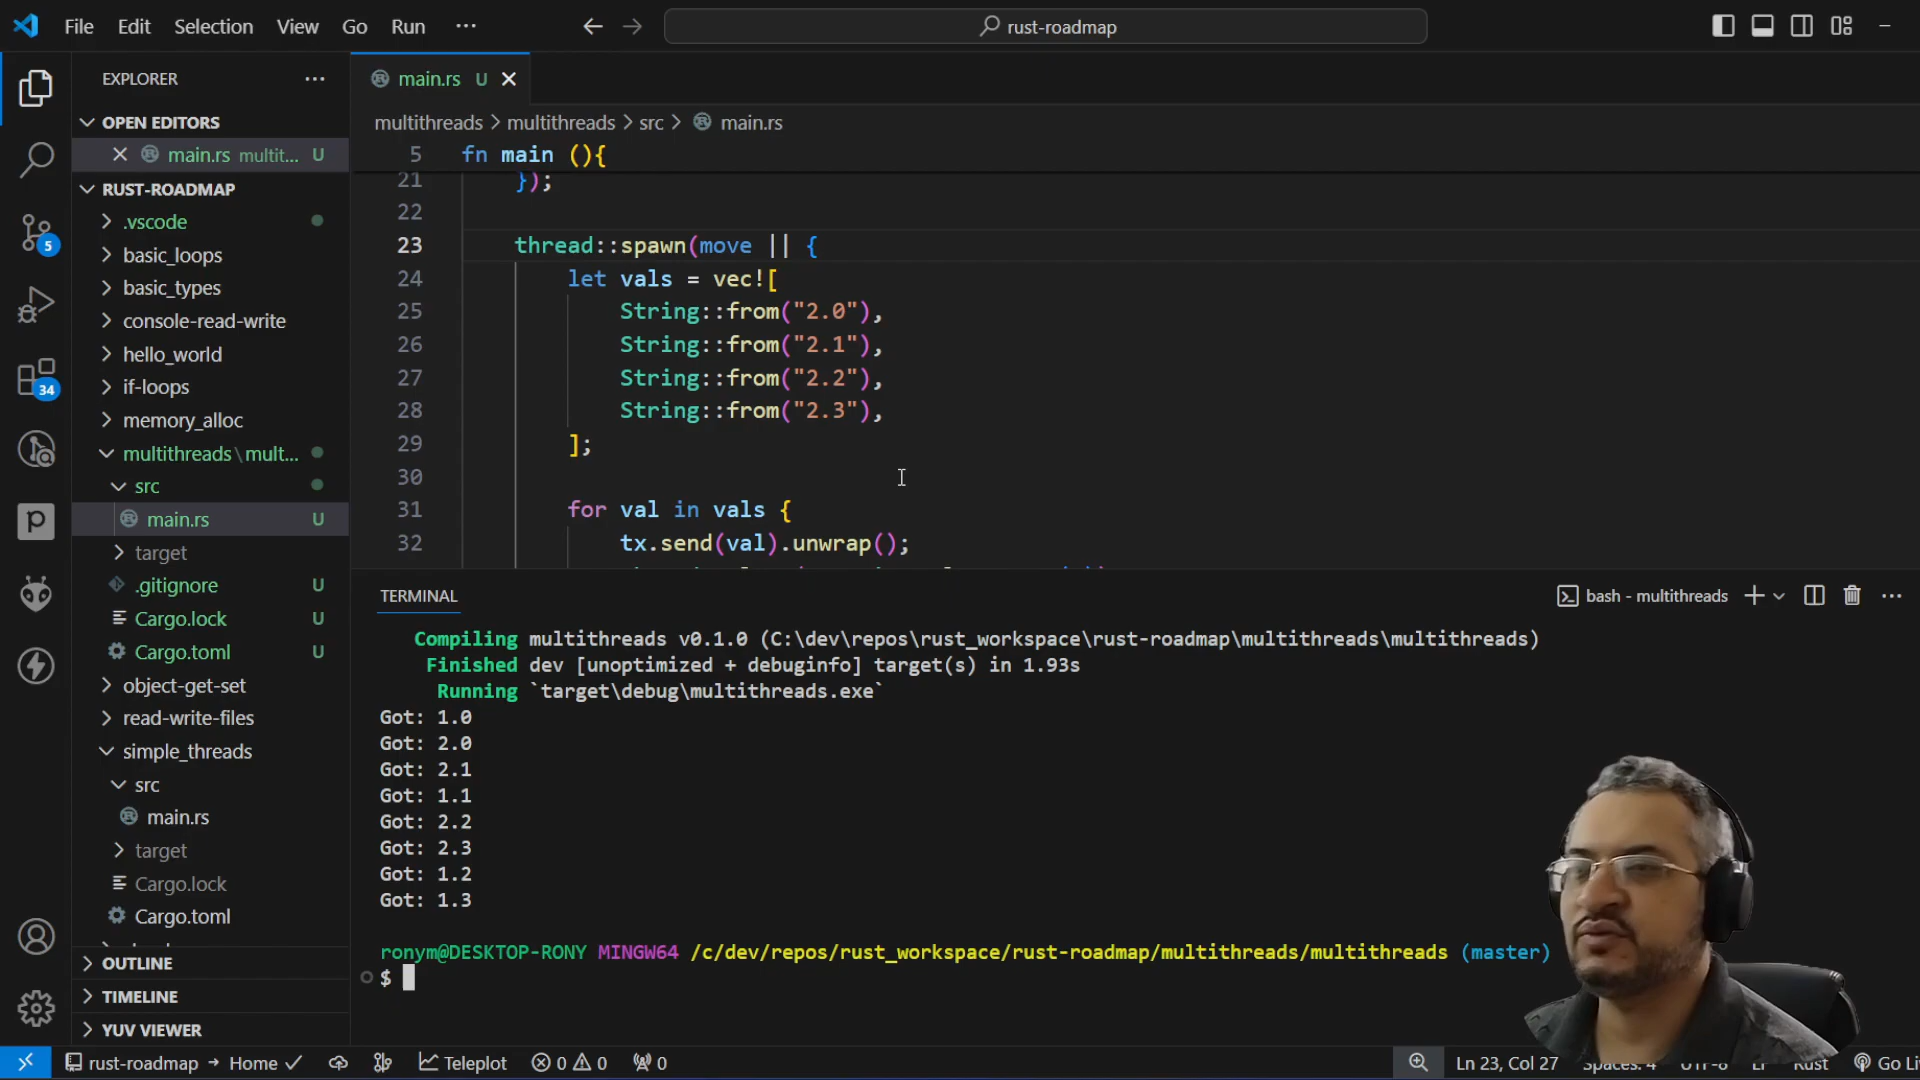 File Edit Selection View Go Run ··· rust-roadmap
EXPLORER ···
OPEN EDITORS
main.rs multit... U
RUST-ROADMAP
.vscode
basic_loops
basic_types
console-read-write
hello_world
if-loops
memory_alloc
multithreads\mult...
src
main.rs U
target
.gitignore U
Cargo.lock U
Cargo.toml U
object-get-set
read-write-files
simple_threads
src
main.rs
target
Cargo.lock
Cargo.toml
OUTLINE
TIMELINE
YUV VIEWER
5
34
main.rs U
multithreads > multithreads > src > main.rs
5 fn main (){
21 });
22
23 thread::spawn(move || {
24 let vals = vec![
25 String::from("2.0"),
26 String::from("2.1"),
27 String::from("2.2"),
28 String::from("2.3"),
29 ];
30
31 for val in vals {
32 tx.send(val).unwrap();
TERMINAL bash - multithreads
Compiling multithreads v0.1.0 (C:\dev\repos\rust_workspace\rust-roadmap\multithreads\multithreads)
Finished dev [unoptimized + debuginfo] target(s) in 1.93s
Running `target\debug\multithreads.exe`
Got: 1.0
Got: 2.0
Got: 2.1
Got: 1.1
Got: 2.2
Got: 2.3
Got: 1.2
Got: 1.3
ronym@DESKTOP-RONY MINGW64 /c/dev/repos/rust_workspace/rust-roadmap/multithreads/multithreads (master)
$
rust-roadmap → Home Teleplot 0 0 0 Ln 23, Col 27 Spaces: 4 UTF-8 LF Rust Go Li